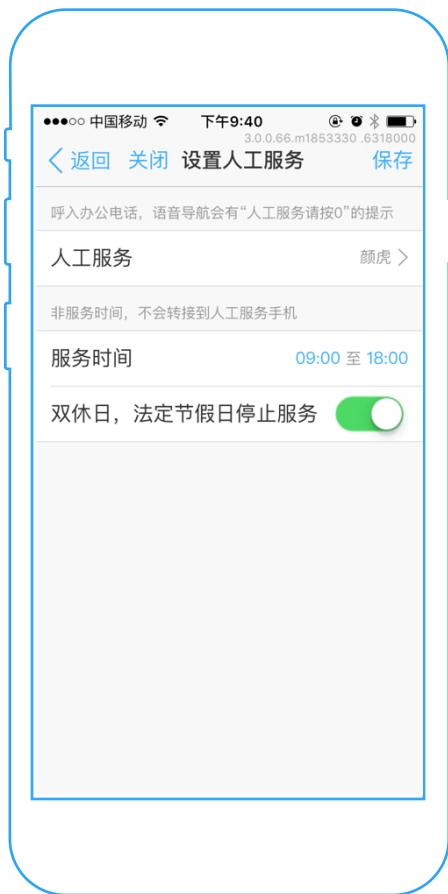 中国移动 下午9:40
3.0.0.66.m1853330 .6318000
返回 关闭 设置人工服务 保存
呼入办公电话，语音导航会有“人工服务请按0”的提示
人工服务 颜虎
非服务时间，不会转接到人工服务手机
服务时间 09:00 至 18:00
双休日，法定节假日停止服务